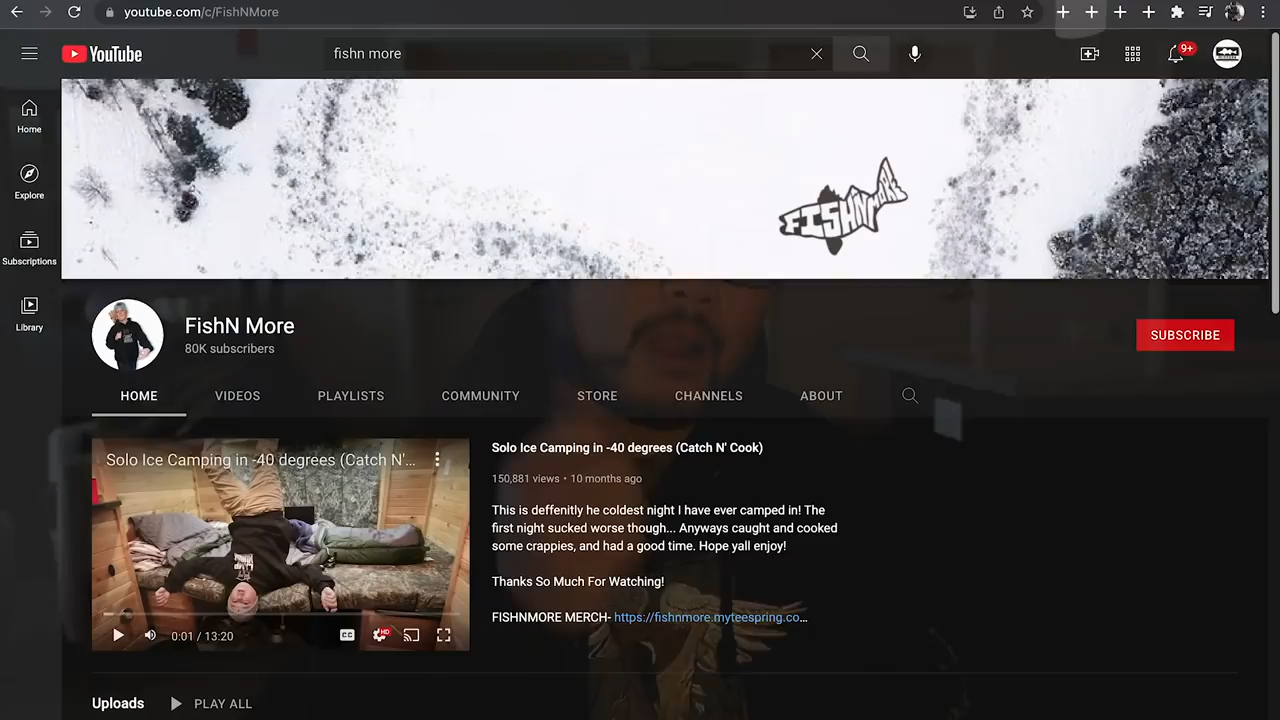 youtube.com/c/FishNMore
YouTube
fishn more
9+
Home
Explore
Subscriptions
Library
FISHNMORE
FishN More
80K subscribers
SUBSCRIBE
HOME
VIDEOS
PLAYLISTS
COMMUNITY
STORE
CHANNELS
ABOUT
Solo Ice Camping in -40 degrees (Catch N'...
CC
HD
0:01 / 13:20
Solo Ice Camping in -40 degrees (Catch N' Cook)
150,881 views • 10 months ago
This is deffenitly he coldest night I have ever camped in! The
first night sucked worse though... Anyways caught and cooked
some crappies, and had a good time. Hope yall enjoy!
Thanks So Much For Watching!
FISHNMORE MERCH- https://fishnmore.myteespring.co...
Uploads
PLAY ALL